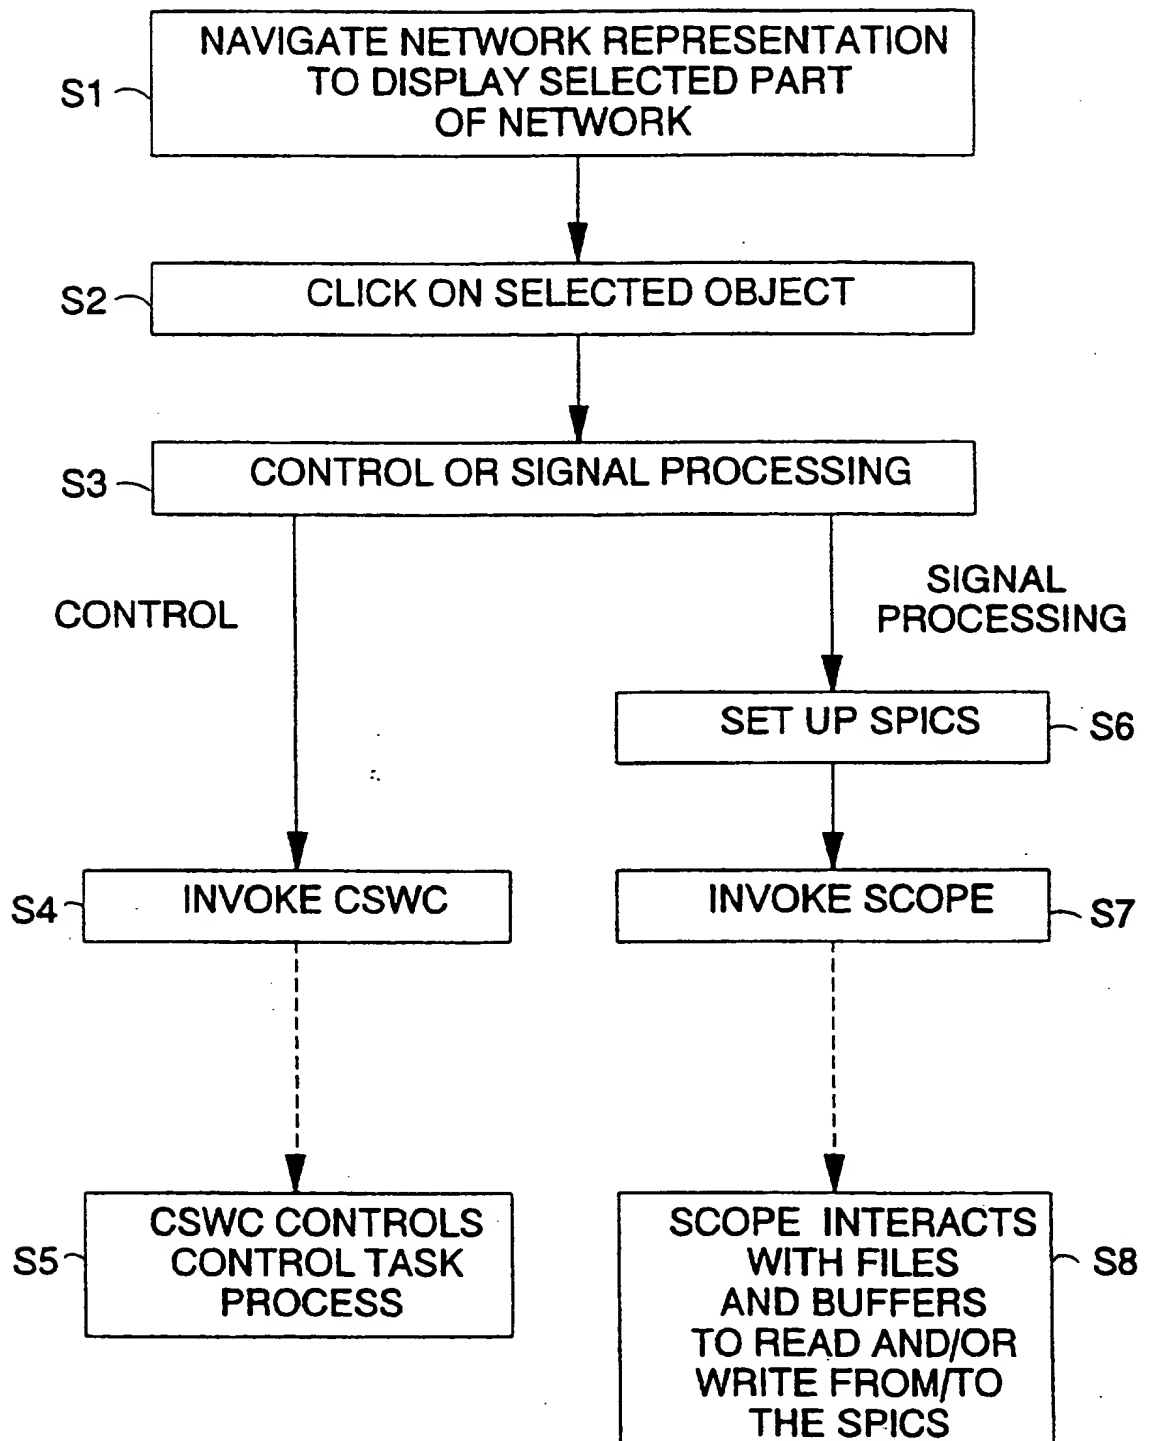 NAVIGATE NETWORK REPRESENTATION
TO DISPLAY SELECTED PART
OF NETWORK
S1
CLICK ON SELECTED OBJECT
S2
CONTROL OR SIGNAL PROCESSING
S3
CONTROL
SIGNAL
PROCESSING
SET UP SPICS
S6
INVOKE CSWC
S4
INVOKE SCOPE
S7
CSWC CONTROLS
CONTROL TASK
PROCESS
S5
SCOPE INTERACTS
WITH FILES
AND BUFFERS
TO READ AND/OR
WRITE FROM/TO
THE SPICS
S8